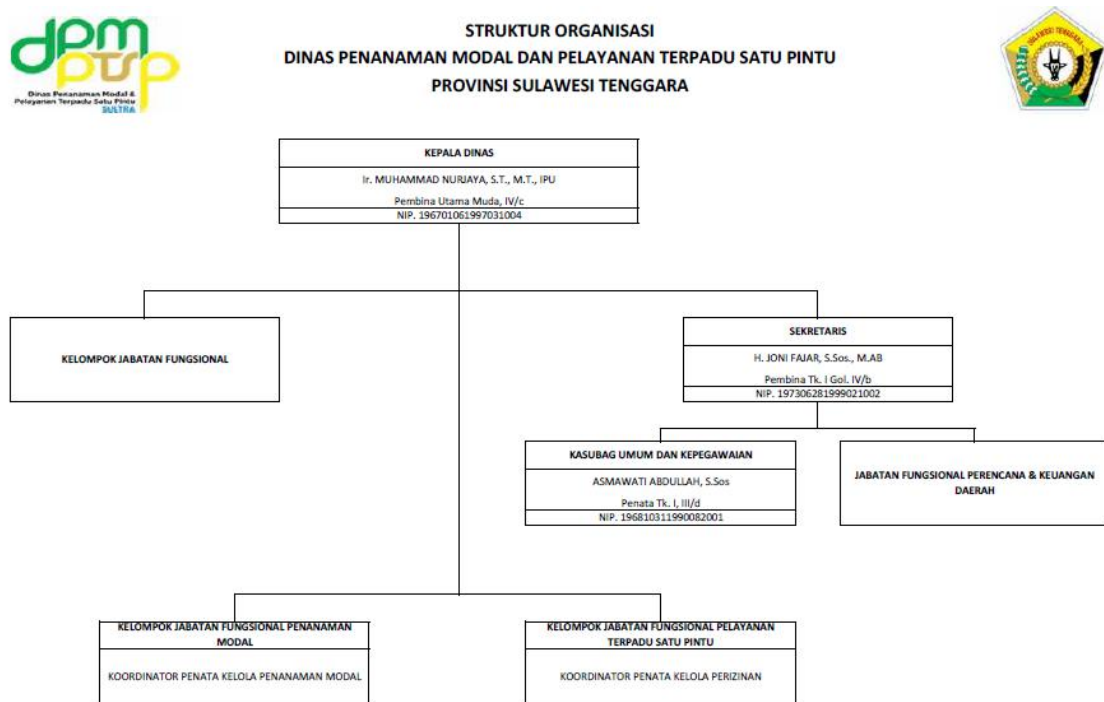 dpm
ptsp
Dinas Penanaman Modal &
Pelayanan Terpadu Satu Pintu
SULTRA
STRUKTUR ORGANISASI
DINAS PENANAMAN MODAL DAN PELAYANAN TERPADU SATU PINTU
PROVINSI SULAWESI TENGGARA
SULAWESI TENGGARA
KEPALA DINAS
Ir. MUHAMMAD NURJAYA, S.T., M.T., IPU
Pembina Utama Muda, IV/c
NIP. 196701061997031004
KELOMPOK JABATAN FUNGSIONAL
SEKRETARIS
H. JONI FAJAR, S.Sos., M.AB
Pembina Tk. I Gol. IV/b
NIP. 197306281999021002
KASUBAG UMUM DAN KEPEGAWAIAN
ASMAWATI ABDULLAH, S.Sos
Penata Tk. I, III/d
NIP. 196810311990082001
JABATAN FUNGSIONAL PERENCANA & KEUANGAN
DAERAH
KELOMPOK JABATAN FUNGSIONAL PENANAMAN
MODAL
KOORDINATOR PENATA KELOLA PENANAMAN MODAL
KELOMPOK JABATAN FUNGSIONAL PELAYANAN
TERPADU SATU PINTU
KOORDINATOR PENATA KELOLA PERIZINAN